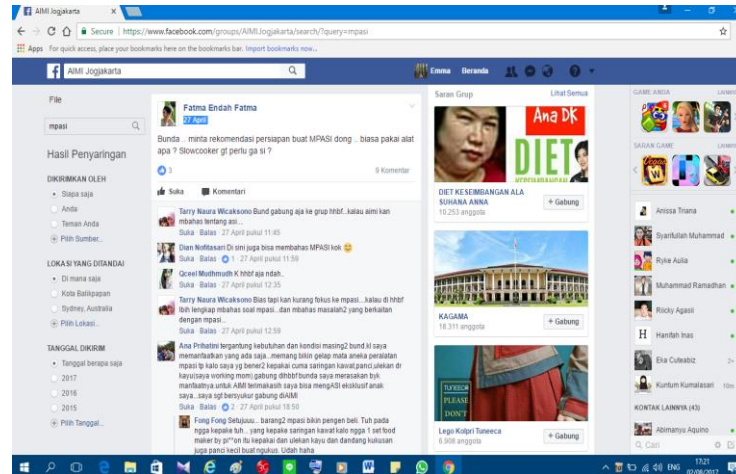 AIMI Jogjakarta
Secure https://www.facebook.com/groups/AIMIJogjakarta/search/?query=mpasi
Apps For quick access, place your bookmarks here on the bookmarks bar. Import bookmarks now...
AIMI Jogjakarta
Emma Beranda
File
mpasi
Hasil Penyaringan
DIKIRIMKAN OLEH
Siapa saja
Anda
Teman Anda
Pilih Sumber...
LOKASI YANG DITANDAI
Di mana saja
Kota Balikpapan
Sydney, Australia
Pilih Lokasi...
TANGGAL DIKIRIM
Tanggal berapa saja
2017
2016
2015
Pilih Tanggal...
Fatma Endah Fatma
27 April
Bunda .. minta rekomendasi persiapan buat MPASI dong .. biasa pakai alat
apa ? Slowcooker gt perlu ga si ?
3 9 Komentar
Suka Komentari
Tarry Naura Wicaksono Bund gabung aja ke grup hhbf..kalau aimi kan
mbahas tentang asi...
Suka · Balas · 27 April pukul 11:45
Dian Nofitasari Di sini juga bisa membahas MPASI kok
Suka · Balas · 1 · 27 April pukul 11:59
Qceel Mudhmudh K hhbf aja ndah..
Suka · Balas · 27 April pukul 12:35
Tarry Naura Wicaksono Bias tapi kan kurang fokus ke mpasi...kalau di hhbf
lbih lengkap mbahas soal mpasi...dan mbahas masalah2 yang berkaitan
dengan mpasi...
Suka · Balas · 27 April pukul 12:59
Ana Prihatini tergantung kebutuhan dan kondisi masing2 bund.kl saya
memanfaatkan yang ada saja...memang bikin gelap mata aneka peralatan
mpasi tp kalo saya yg bener2 kepakai cuma saringan kawat,panci,ulekan dr
kayu(saya working mom).gabung dihbbf bunda saya merasakan byk
manfaatnya.untuk AIMI terimakasih saya bisa mengASI eksklusif anak
saya...saya sgt bersyukur gabung diAIMI
Suka · Balas · 2 · 27 April pukul 18:50
Fong Fong Setujuuu... barang2 mpasi bikin pengen beli. Tuh pada
ngga kepake tuh... yang kepake saringan kawat kalo ngga 1 set food
maker by pi**on itu kepakai dan ulekan kayu dan dandang kukusan
juga panci kecil buat ngukus. Udah haha
Saran Grup Lihat Semua
Ana DK
DIET
DIET KESEIMBANGAN ALA
SUHANA ANNA
10.253 anggota
+ Gabung
KAGAMA
18.311 anggota
+ Gabung
TUNEECA
PLEASE
DON'T
Lego Kolpri Tuneeca
6.908 anggota
+ Gabung
GAME ANDA
SARAN GAME
Anissa Triana
Syarifullah Muhammad
Ryke Aulia
Muhammad Ramadhan
Riicky Agasii
H Hanifah Inas
Eka Cuteabiz
Kuntum Kumalasari
KONTAK LAINNYA (43)
Abimanyu Aquino
Cari
ENG
17:21
02/08/2017